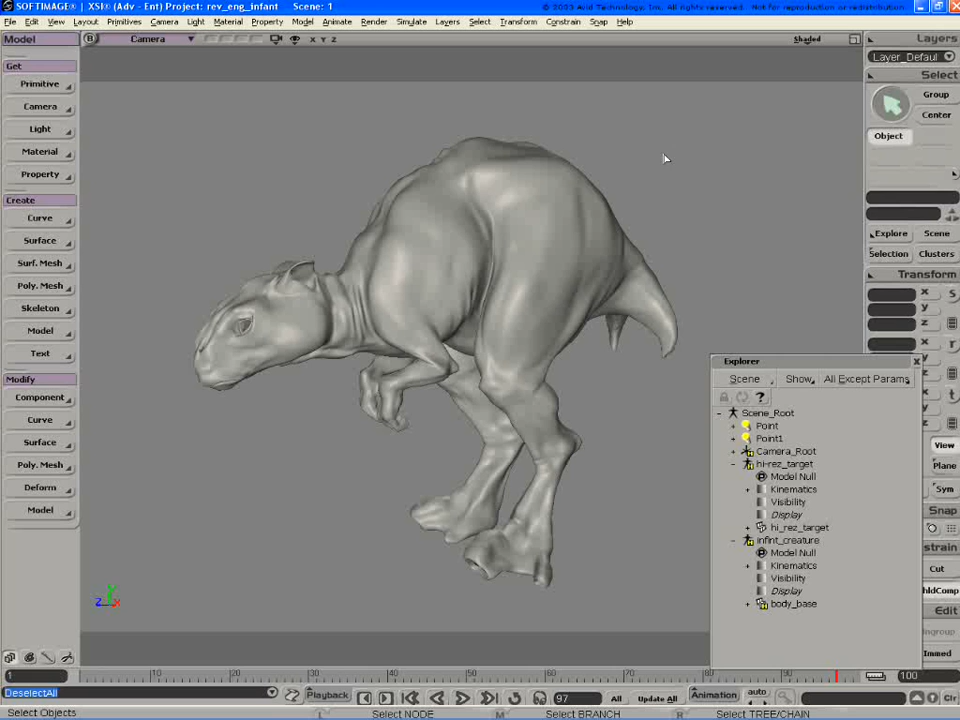 SOFTIMAGE® | XSI® (Adv - Ent) Project: rev_eng_infant    Scene: 1
File Edit View Layout Primitives Camera Light Material Property Model Animate Render Simulate Layers Select Transform Constrain Snap Help
Model
B Camera X Y Z Shaded
Layers
Layer_Defaul
Get
Select
Primitive
Group
Camera
Center
Light
Object
Material
Property
Create
Curve
Explore Scene
Surface
Selection Clusters
Surf. Mesh
Transform
Poly. Mesh
x S
Skeleton
y
Model
z
Text
x r
Modify
Component
Curve
Surface
Poly. Mesh
Deform
Model
Explorer
Scene Show All Except Params
?
Scene_Root
Point
Point1
Camera_Root
hi-rez_target
Model Null
Kinematics
Visibility
Display
hi_rez_target
infint_creature
Model Null
Kinematics
Visibility
Display
body_base
y
z
x t
y
z
View
Plane
Sym
Snap
strain
Cut
hldComp
Edit
ngroup
Immed
Y
Z X
1 10 20 30 40 50 60 70 80 90 100
DeselectAll Playback 97 All Update All Animation auto Clr
Select Objects L Select NODE M Select BRANCH R Select TREE/CHAIN